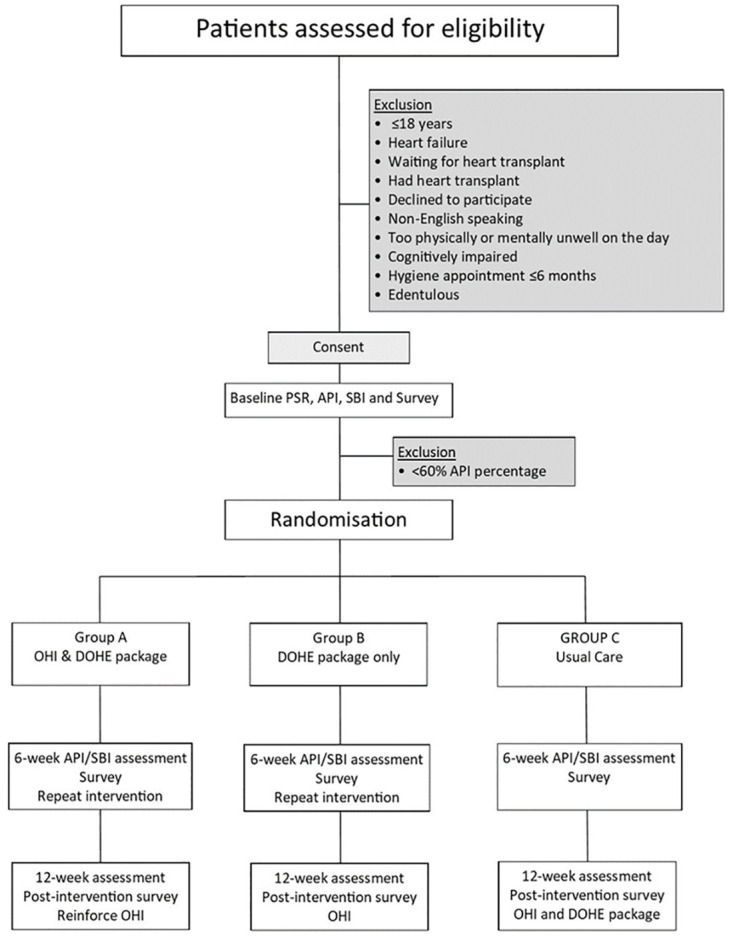 Patients assessed for eligibility
Exclusion
• ≤18 years
• Heart failure
• Waiting for heart transplant
• Had heart transplant
• Declined to participate
• Non-English speaking
• Too physically or mentally unwell on the day
• Cognitively impaired
• Hygiene appointment ≤6 months
• Edentulous
Consent
Baseline PSR, API, SBI and Survey
Exclusion
• <60% API percentage
Randomisation
Group A
OHI & DOHE package
Group B
DOHE package only
GROUP C
Usual Care
6-week API/SBI assessment
Survey
Repeat intervention
6-week API/SBI assessment
Survey
Repeat intervention
6-week API/SBI assessment
Survey
12-week assessment
Post-intervention survey
Reinforce OHI
12-week assessment
Post-intervention survey
OHI
12-week assessment
Post-intervention survey
OHI and DOHE package